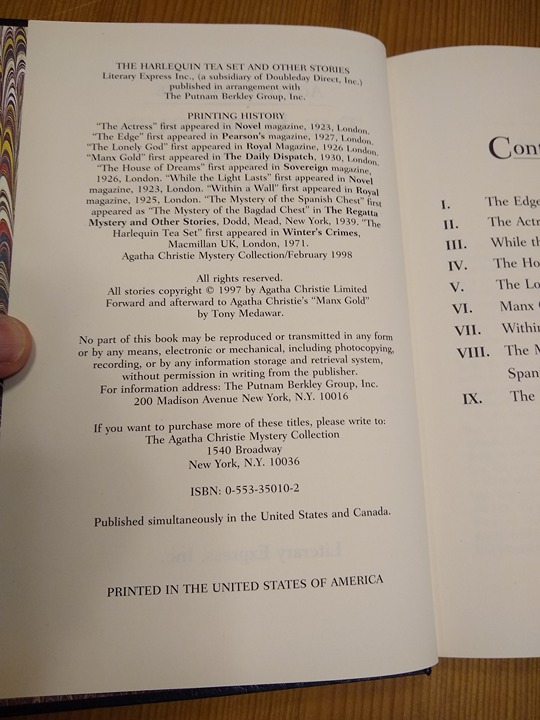 THE HARLEQUIN TEA SET AND OTHER STORIES
Literary Express Inc., (a subsidiary of Doubleday Direct, Inc.)
published in arrangement with
The Putnam Berkley Group, Inc.
PRINTING HISTORY
"The Actress" first appeared in Novel magazine, 1923, London.
"The Edge" first appeared in Pearson's magazine, 1927, London.
"The Lonely God" first appeared in Royal Magazine, 1926 London.
"Manx Gold" first appeared in The Daily Dispatch, 1930, London.
"The House of Dreams" first appeared in Sovereign magazine,
1926, London. "While the Light Lasts" first appeared in Novel
magazine, 1923, London. "Within a Wall" first appeared in Royal
magazine, 1925, London. "The Mystery of the Spanish Chest" first
appeared as "The Mystery of the Bagdad Chest" in The Regatta
Mystery and Other Stories, Dodd, Mead, New York, 1939. "The
Harlequin Tea Set" first appeared in Winter's Crimes,
Macmillan UK, London, 1971.
Agatha Christie Mystery Collection/February 1998
All rights reserved.
All stories copyright © 1997 by Agatha Christie Limited
Forward and afterward to Agatha Christie's "Manx Gold"
by Tony Medawar.
No part of this book may be reproduced or transmitted in any form
or by any means, electronic or mechanical, including photocopying,
recording, or by any information storage and retrieval system,
without permission in writing from the publisher.
For information address: The Putnam Berkley Group, Inc.
200 Madison Avenue New York, N.Y. 10016
If you want to purchase more of these titles, please write to:
The Agatha Christie Mystery Collection
1540 Broadway
New York, N.Y. 10036
ISBN: 0-553-35010-2
Published simultaneously in the United States and Canada.
PRINTED IN THE UNITED STATES OF AMERICA
Cont
I. The Edge
II. The Actr
III. While th
IV. The Ho
V. The Lo
VI. Manx
VII. Within
VIII. The M
Span
IX. The